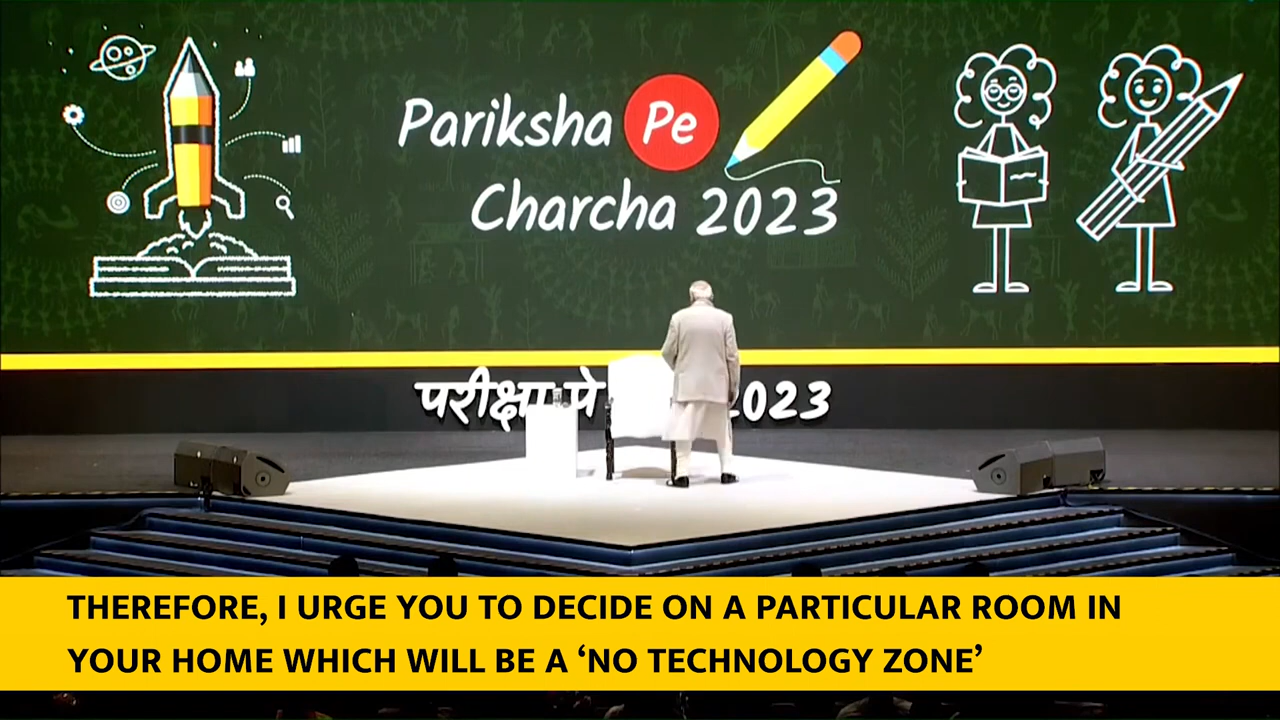 Pariksha Pe
Charcha 2023
परीक्षा पे 2023
THEREFORE, I URGE YOU TO DECIDE ON A PARTICULAR ROOM IN
YOUR HOME WHICH WILL BE A ‘NO TECHNOLOGY ZONE’